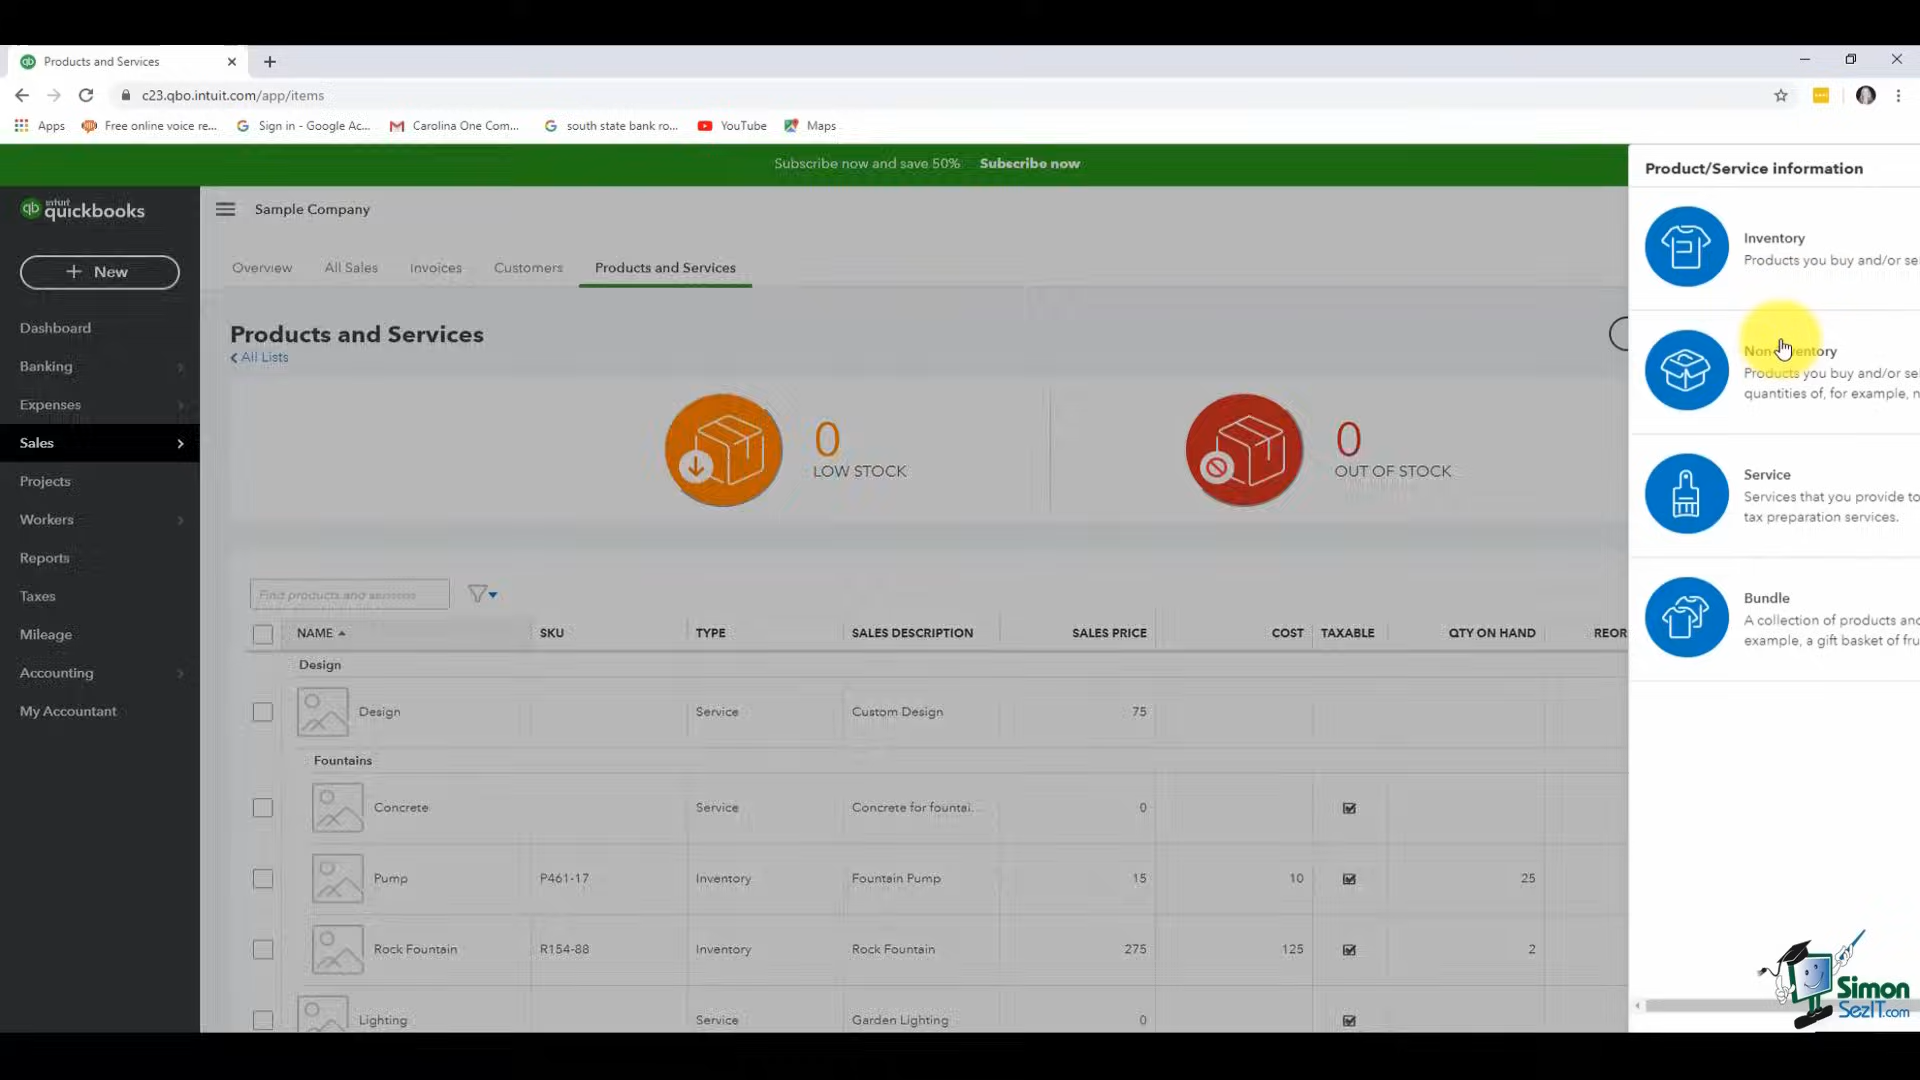 Products and Services
c23.qbo.intuit.com/app/items
Apps
Free online voice re...
Sign in - Google Ac...
Carolina One Com...
south state bank ro...
YouTube
Maps
Subscribe now and save 50% Subscribe now
Product/Service information
intuit
quickbooks
Sample Company
+ New
Overview
All Sales
Invoices
Customers
Products and Services
Products and Services
All Lists
Dashboard
Banking
Expenses
Sales
Projects
Workers
Reports
Taxes
Mileage
Accounting
My Accountant
0
LOW STOCK
0
OUT OF STOCK
Find products and services
NAME SKU TYPE SALES DESCRIPTION SALES PRICE COST TAXABLE QTY ON HAND REOR
Design
Design Service Custom Design 75
Fountains
Concrete Service Concrete for fountai... 0
Pump P461-17 Inventory Fountain Pump 15 10 25
Rock Fountain R154-88 Inventory Rock Fountain 275 125 2
Lighting Service Garden Lighting 0
Inventory
Products you buy and/or se
Non-inventory
Products you buy and/or se
quantities of, for example, n
Service
Services that you provide to
tax preparation services.
Bundle
A collection of products and
example, a gift basket of fru
Simon
SezIT.com